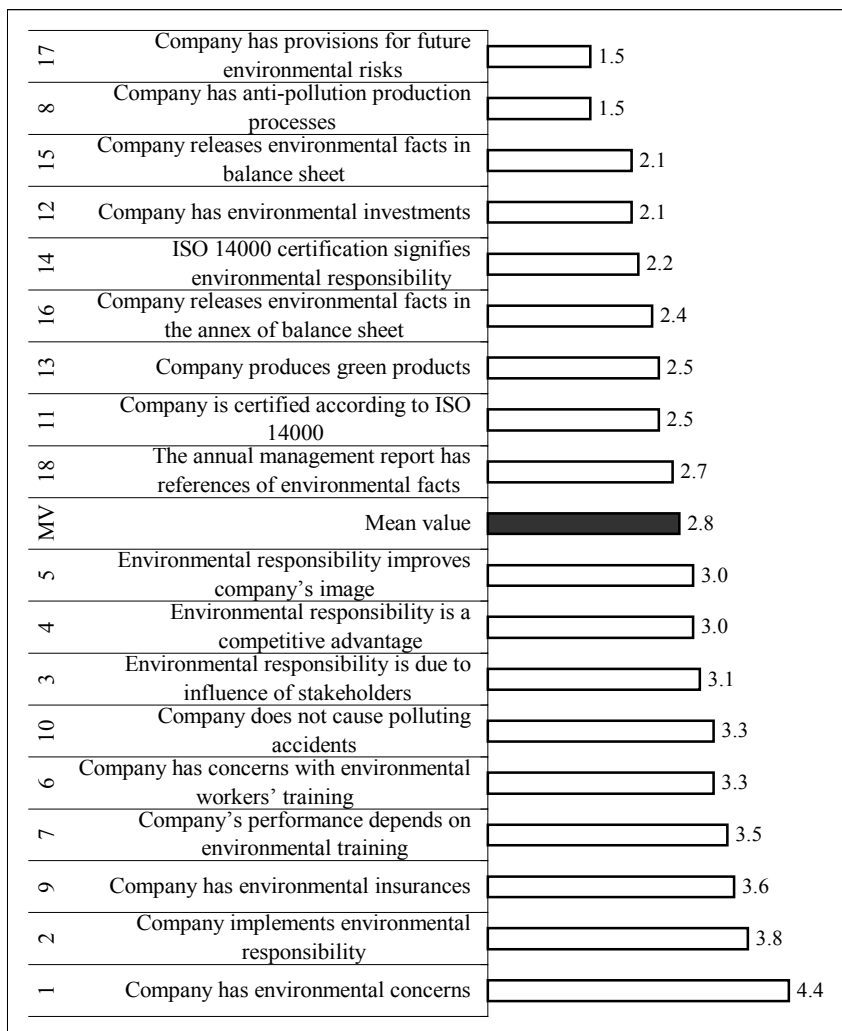 17
Company has provisions for future
environmental risks
1.5
8
Company has anti-pollution production
processes
1.5
15
Company releases environmental facts in
balance sheet
2.1
12
Company has environmental investments
2.1
14
ISO 14000 certification signifies
environmental responsibility
2.2
16
Company releases environmental facts in
the annex of balance sheet
2.4
13
Company produces green products
2.5
11
Company is certified according to ISO
14000
2.5
18
The annual management report has
references of environmental facts
2.7
MV
Mean value
2.8
5
Environmental responsibility improves
company’s image
3.0
4
Environmental responsibility is a
competitive advantage
3.0
3
Environmental responsibility is due to
influence of stakeholders
3.1
10
Company does not cause polluting
accidents
3.3
6
Company has concerns with environmental
workers’ training
3.3
7
Company’s performance depends on
environmental training
3.5
9
Company has environmental insurances
3.6
2
Company implements environmental
responsibility
3.8
1
Company has environmental concerns
4.4